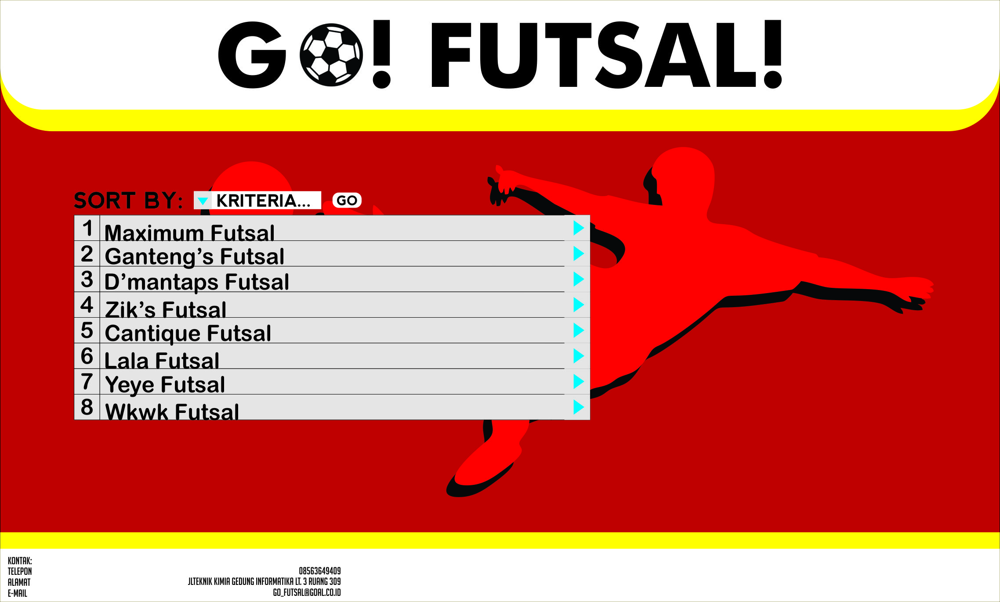 GO! FUTSAL!
SORT BY: KRITERIA... GO
1 Maximum Futsal
2 Ganteng’s Futsal
3 D’mantaps Futsal
4 Zik’s Futsal
5 Cantique Futsal
6 Lala Futsal
7 Yeye Futsal
8 Wkwk Futsal
KONTAK:
TELEPON 08563649409
ALAMAT JLTEKNIK KIMIA GEDUNG INFORMATIKA LT. 3 RUANG 309
E-MAIL GO_FUTSAL@GOAL.CO.ID